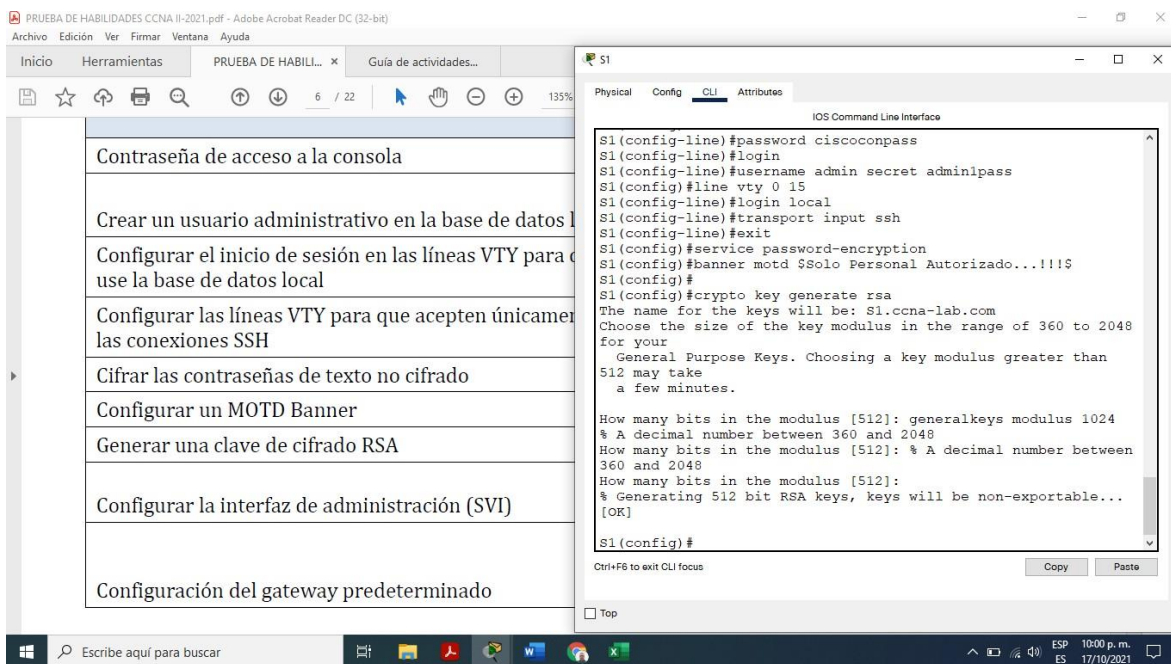 PRUEBA DE HABILIDADES CCNA II-2021.pdf - Adobe Acrobat Reader DC (32-bit)
Archivo Edición Ver Firmar Ventana Ayuda
Inicio Herramientas PRUEBA DE HABILI... × Guía de actividades...
6 / 22 135%
Contraseña de acceso a la consola
Crear un usuario administrativo en la base de datos l
Configurar el inicio de sesión en las líneas VTY para
use la base de datos local
Configurar las líneas VTY para que acepten únicamen
las conexiones SSH
Cifrar las contraseñas de texto no cifrado
Configurar un MOTD Banner
Generar una clave de cifrado RSA
Configurar la interfaz de administración (SVI)
Configuración del gateway predeterminado
S1
Physical Config CLI Attributes
IOS Command Line Interface
S1(config-line)#password ciscoconpass
S1(config-line)#login
S1(config-line)#username admin secret admin1pass
S1(config)#line vty 0 15
S1(config-line)#login local
S1(config-line)#transport input ssh
S1(config-line)#exit
S1(config)#service password-encryption
S1(config)#banner motd $Solo Personal Autorizado...!!!$
S1(config)#
S1(config)#crypto key generate rsa
The name for the keys will be: S1.ccna-lab.com
Choose the size of the key modulus in the range of 360 to 2048
for your
General Purpose Keys. Choosing a key modulus greater than
512 may take
a few minutes.
How many bits in the modulus [512]: generalkeys modulus 1024
% A decimal number between 360 and 2048
How many bits in the modulus [512]: % A decimal number between
360 and 2048
How many bits in the modulus [512]:
% Generating 512 bit RSA keys, keys will be non-exportable...
[OK]
S1(config)#
Ctrl+F6 to exit CLI focus
Copy Paste
Top
Escribe aquí para buscar
ESP 10:00 p. m.
ES 17/10/2021